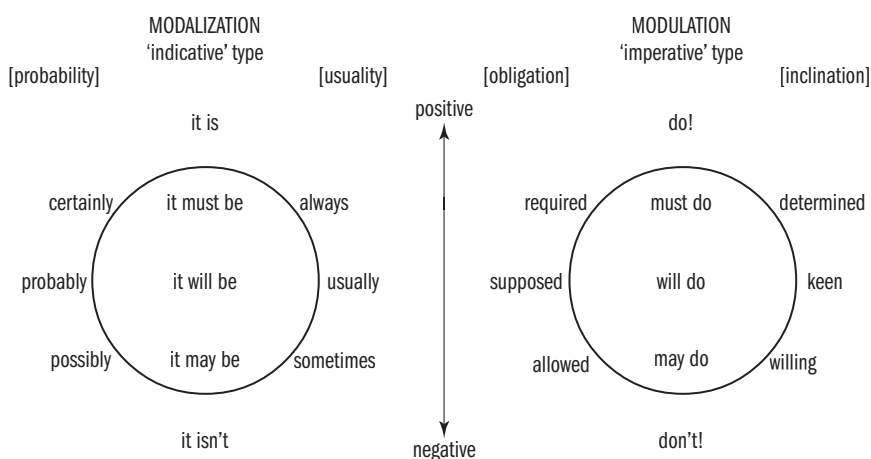 MODALIZATION
'indicative' type
[probability] [usuality]
it is
certainly it must be always
probably it will be usually
possibly it may be sometimes
it isn't
positive
negative
MODULATION
'imperative' type
[obligation] [inclination]
do!
required must do determined
supposed will do keen
allowed may do willing
don't!